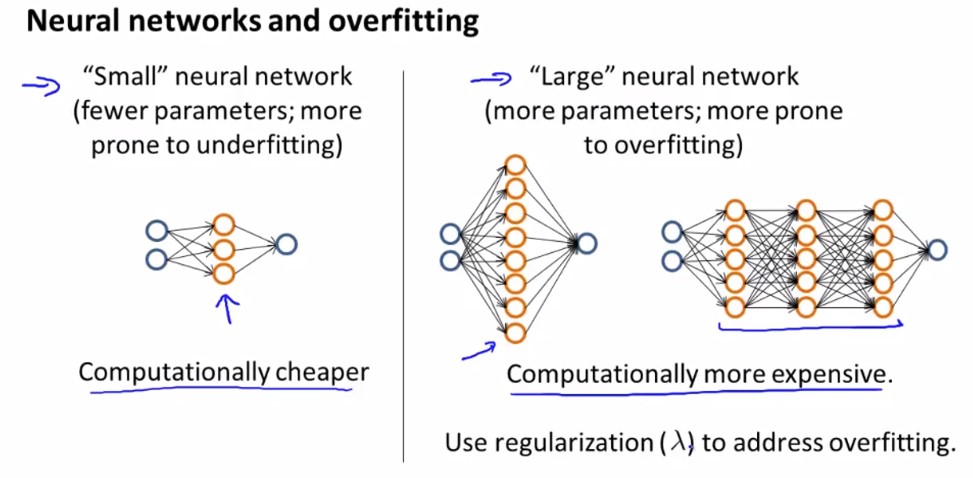 Neural networks and overfitting
“Small” neural network
(fewer parameters; more
prone to underfitting)
“Large” neural network
(more parameters; more prone
to overfitting)
Computationally cheaper
Computationally more expensive.
Use regularization (λ) to address overfitting.